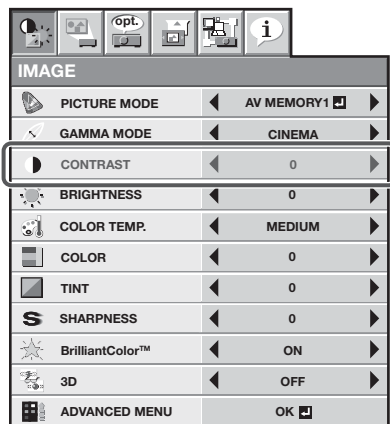 opt.
i
IMAGE
PICTURE MODE AV MEMORY1
GAMMA MODE CINEMA
CONTRAST 0
BRIGHTNESS 0
COLOR TEMP. MEDIUM
COLOR 0
TINT 0
S SHARPNESS 0
BrilliantColor™ ON
3D OFF
ADVANCED MENU OK